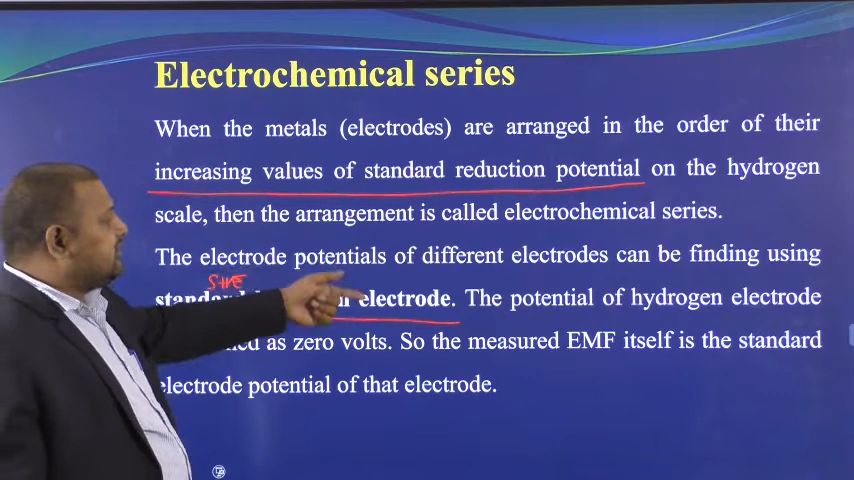 Electrochemical series
When the metals (electrodes) are arranged in the order of their
increasing values of standard reduction potential on the hydrogen
scale, then the arrangement is called electrochemical series.
The electrode potentials of different electrodes can be finding using
SHE
electrode. The potential of hydrogen electrode
as zero volts. So the measured EMF itself is the standard
electrode potential of that electrode.